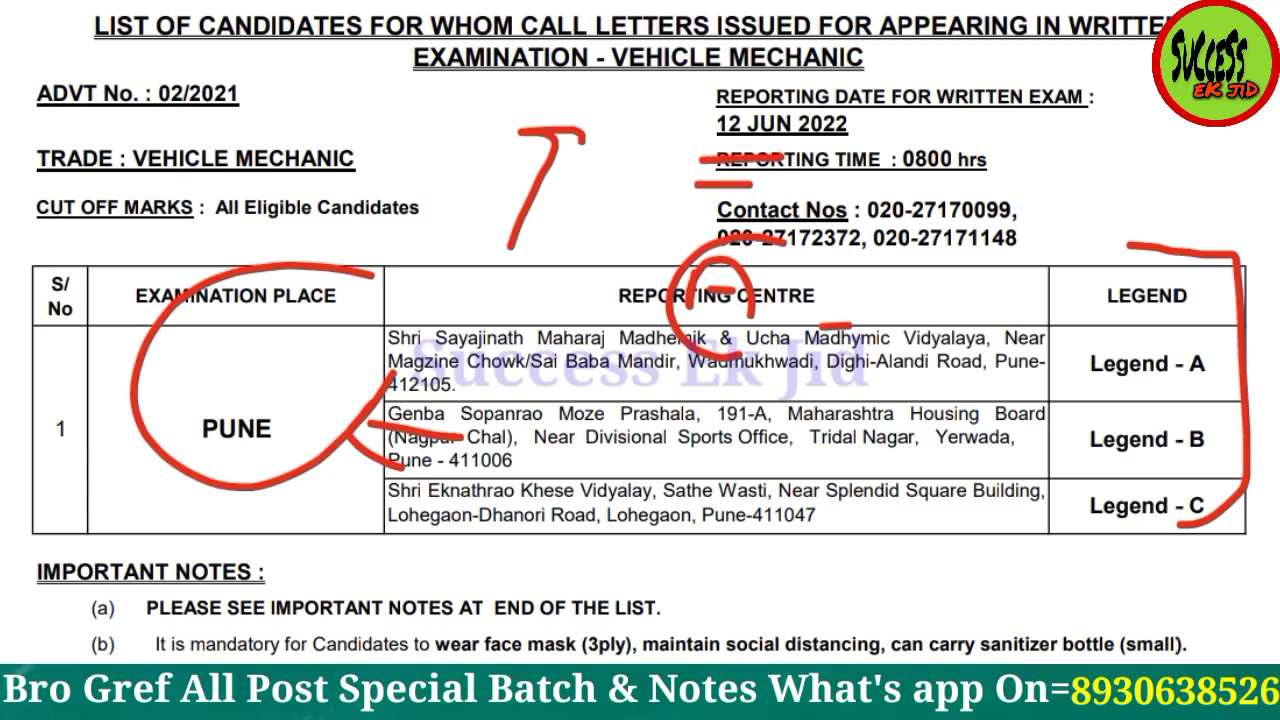 LIST OF CANDIDATES FOR WHOM CALL LETTERS ISSUED FOR APPEARING IN WRITTEN
EXAMINATION - VEHICLE MECHANIC
SUCCESS
EK JID
ADVT No. : 02/2021
REPORTING DATE FOR WRITTEN EXAM :
12 JUN 2022
TRADE : VEHICLE MECHANIC
REPORTING TIME : 0800 hrs
CUT OFF MARKS : All Eligible Candidates
Contact Nos : 020-27170099,
020-27172372, 020-27171148
S/
No
EXAMINATION PLACE
REPORTING CENTRE
LEGEND
1
PUNE
Shri Sayajinath Maharaj Madhemik & Ucha Madhymic Vidyalaya, Near
Magzine Chowk/Sai Baba Mandir, Wadmukhwadi, Dighi-Alandi Road, Pune-
412105.
Legend - A
Genba Sopanrao Moze Prashala, 191-A, Maharashtra Housing Board
(Nagpur Chal), Near Divisional Sports Office, Tridal Nagar, Yerwada,
Pune - 411006
Legend - B
Shri Eknathrao Khese Vidyalay, Sathe Wasti, Near Splendid Square Building,
Lohegaon-Dhanori Road, Lohegaon, Pune-411047
Legend - C
Success Ek Jid
IMPORTANT NOTES :
(a) PLEASE SEE IMPORTANT NOTES AT END OF THE LIST.
(b) It is mandatory for Candidates to wear face mask (3ply), maintain social distancing, can carry sanitizer bottle (small).
Bro Gref All Post Special Batch & Notes What's app On=8930638526